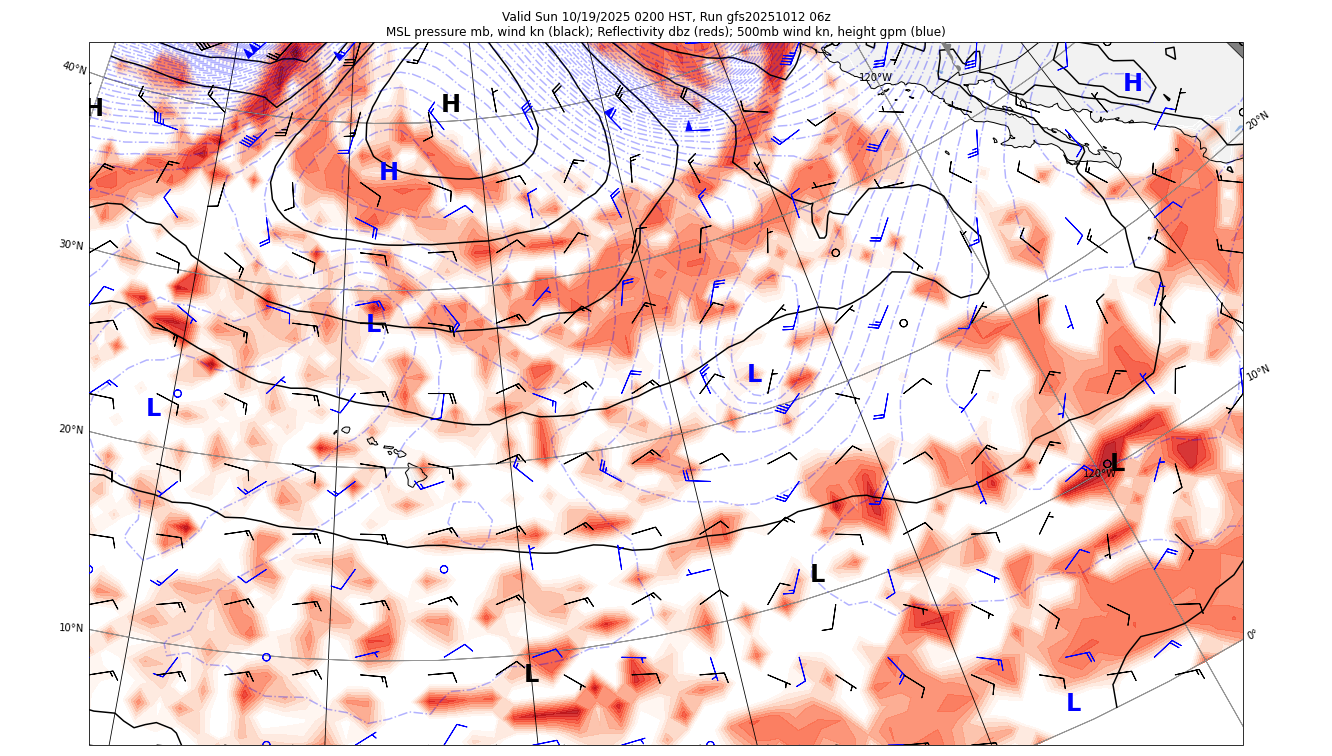 Valid Sun 10/19/2025 0200 HST, Run gfs20251012 06z
MSL pressure mb, wind kn (black); Reflectivity dbz (reds); 500mb wind kn, height gpm (blue)
40°N
120°W
H
20°N
H
H
H
30°N
L
L
10°N
L
20°N
L
120°W
L
10°N
0°
L
L